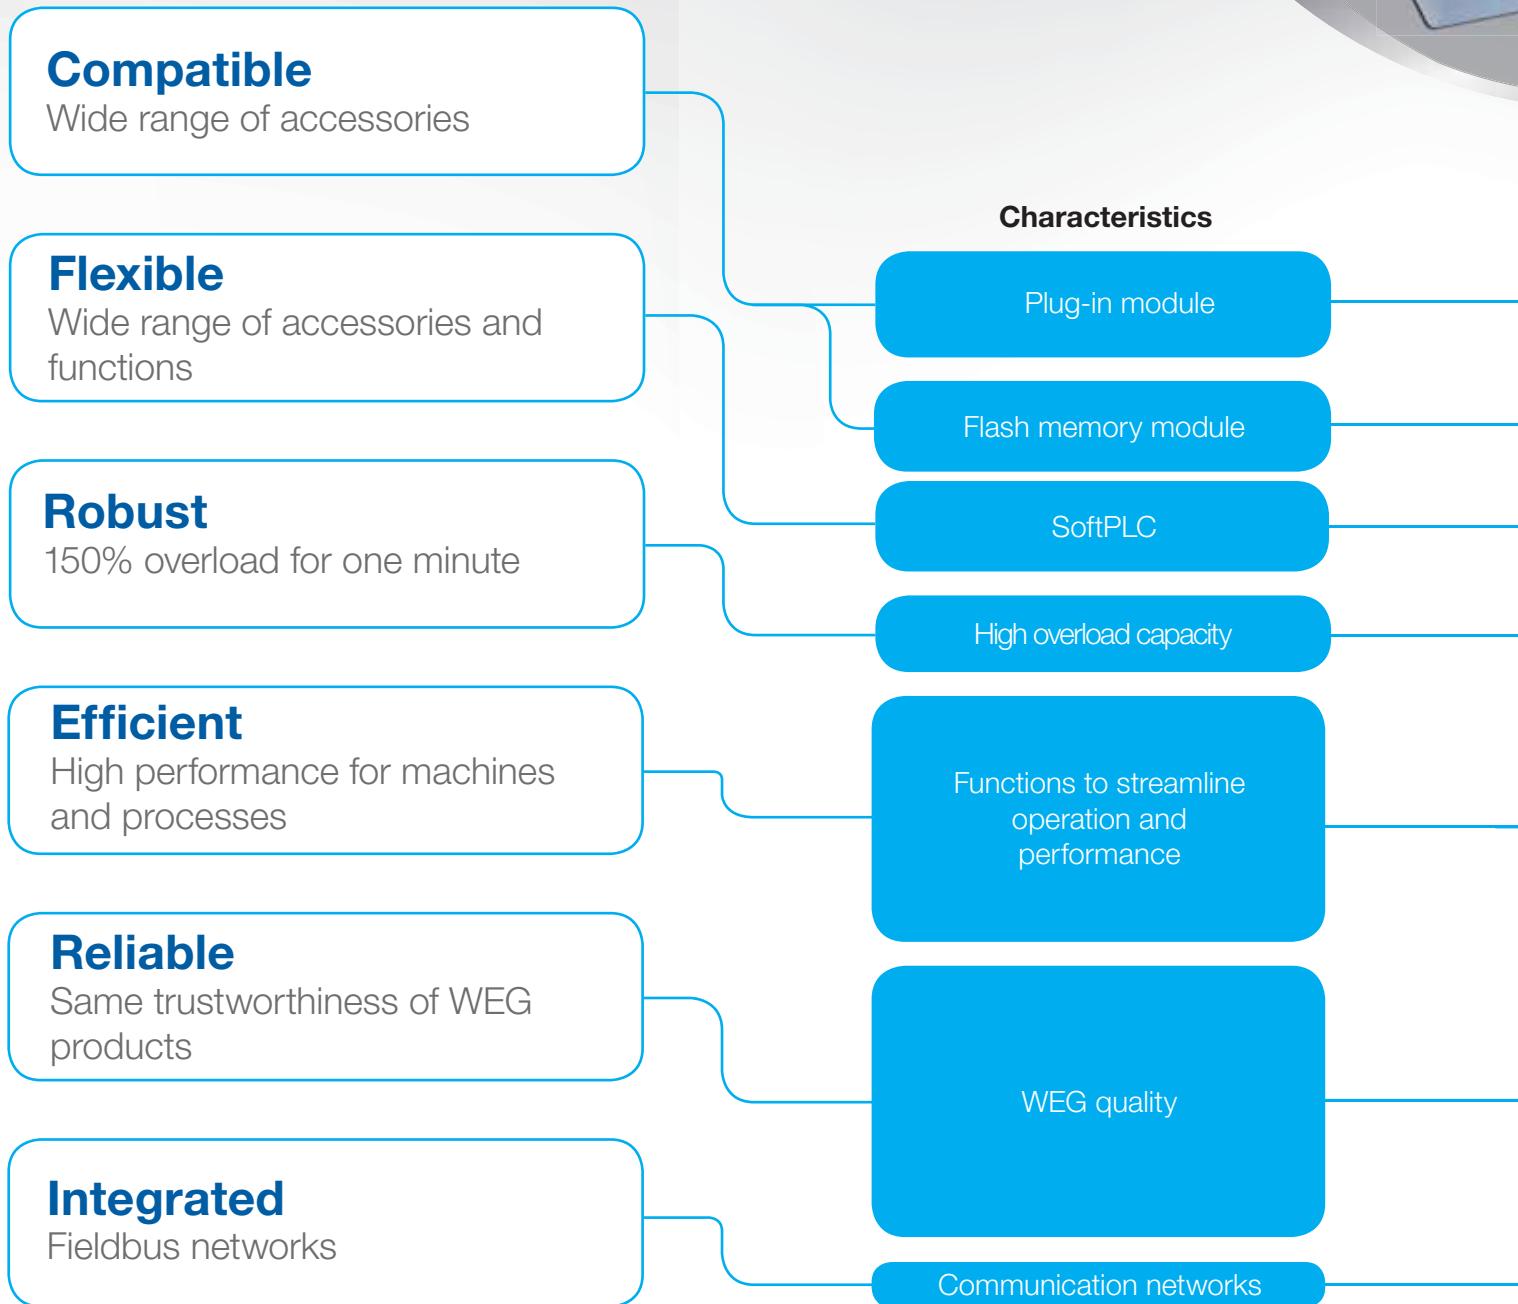 Compatible
Wide range of accessories
Flexible
Wide range of accessories and
functions
Robust
150% overload for one minute
Efficient
High performance for machines
and processes
Reliable
Same trustworthiness of WEG
products
Integrated
Fieldbus networks
Characteristics
Plug-in module
Flash memory module
SoftPLC
High overload capacity
Functions to streamline
operation and
performance
WEG quality
Communication networks